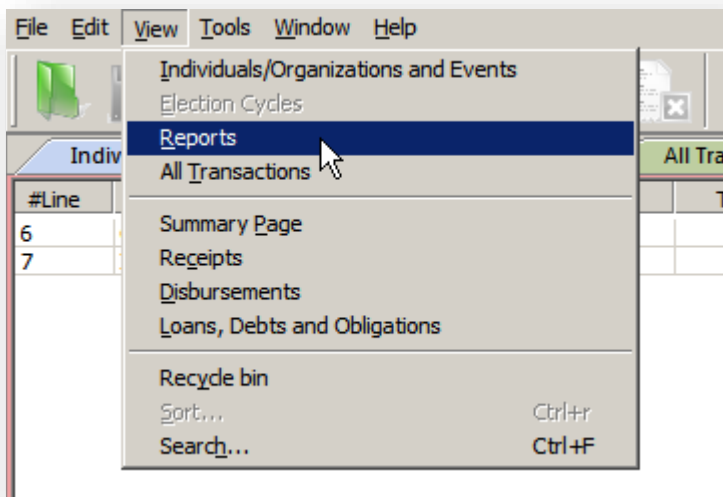 File Edit View Tools Window Help
Individuals/Organizations and Events
Election Cycles
Reports
All Transactions
Summary Page
Receipts
Disbursements
Loans, Debts and Obligations
Recycle bin
Sort... Ctrl+r
Search... Ctrl+F
Indiv
All Tra
#Line
T
6
7